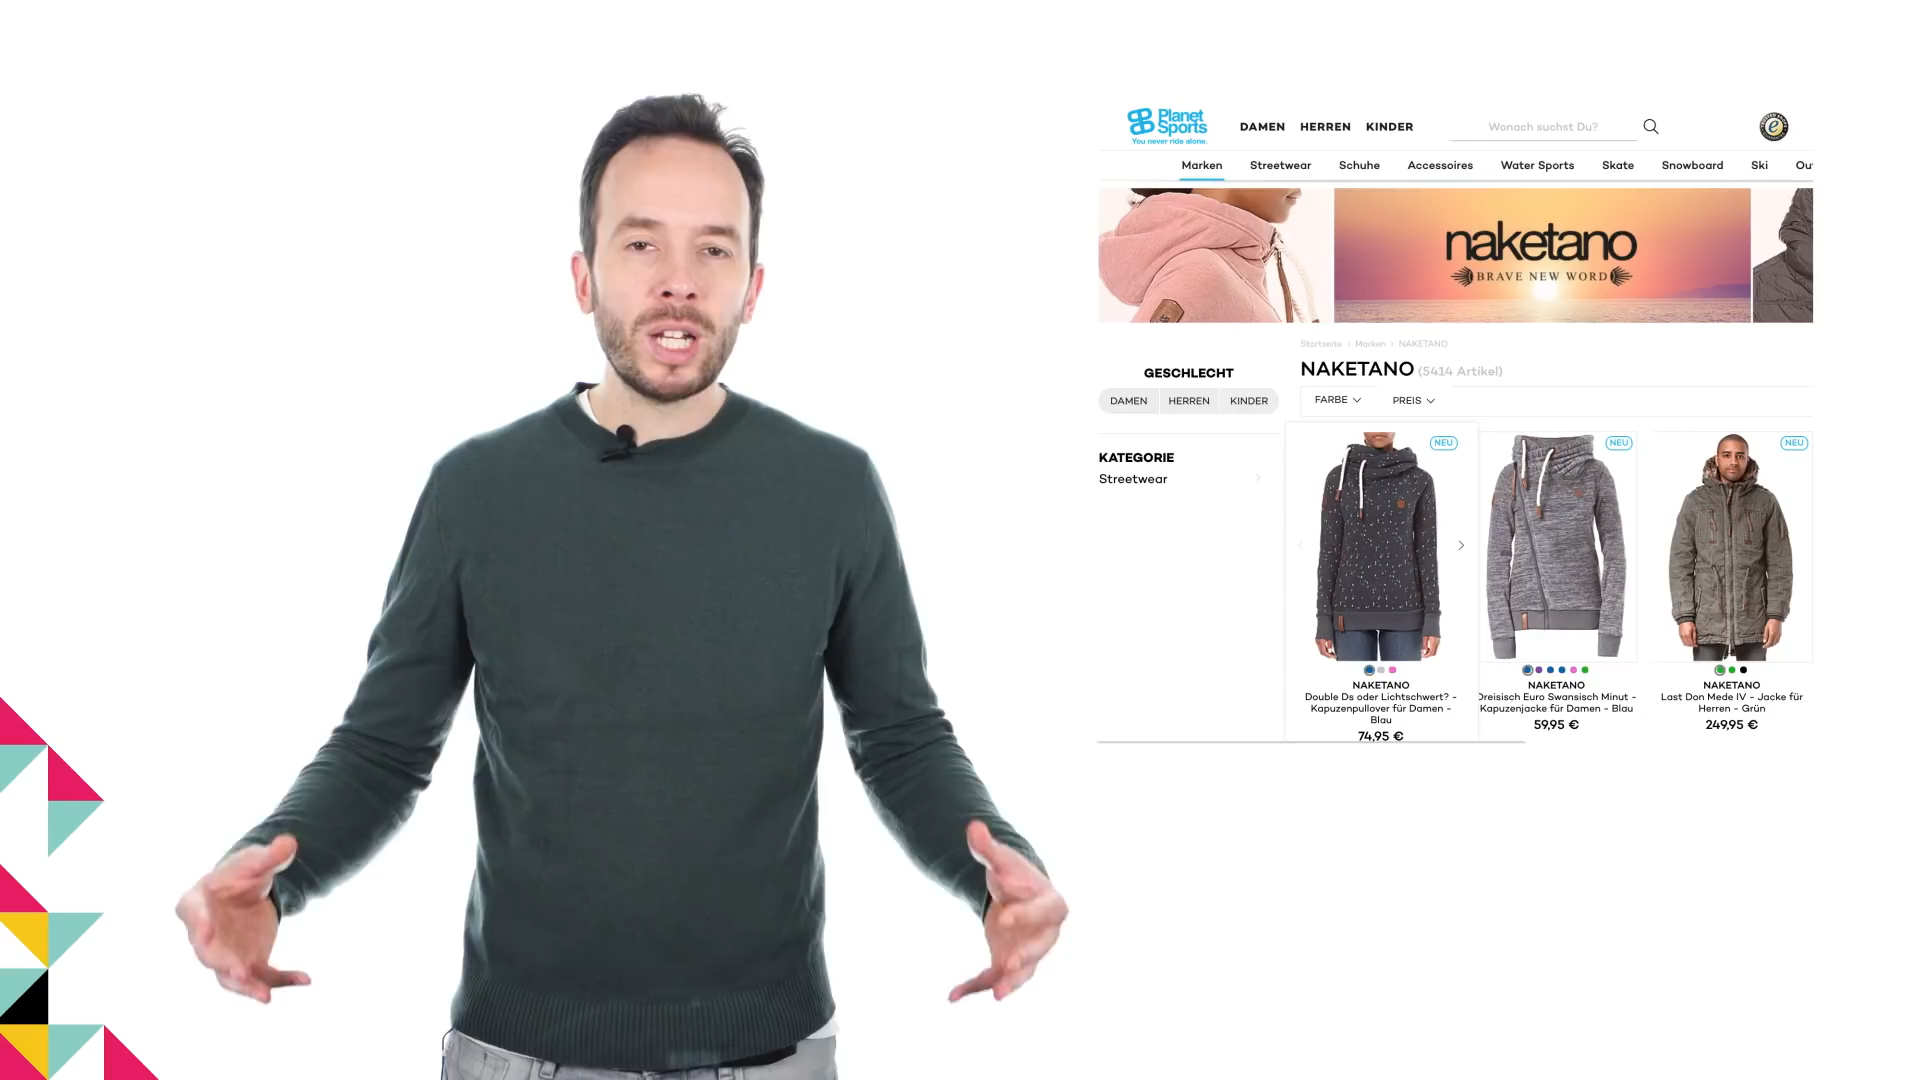 Planet
Sports
You never ride alone.
DAMEN HERREN KINDER
Wonach suchst Du?
Marken Streetwear Schuhe Accessoires Water Sports Skate Snowboard Ski Ou
naketano
BRAVE NEW WORD
Startseite > Marken > NAKETANO
NAKETANO (5414 Artikel)
GESCHLECHT
DAMEN HERREN KINDER
FARBE PREIS
KATEGORIE
Streetwear
NEU
NAKETANO
Double Ds oder Lichtschwert? -
Kapuzenpullover für Damen -
Blau
74,95 €
NEU
NAKETANO
Dreisisch Euro Swansisch Minut -
Kapuzenjacke für Damen - Blau
59,95 €
NEU
NAKETANO
Last Don Mede IV - Jacke für
Herren - Grün
249,95 €